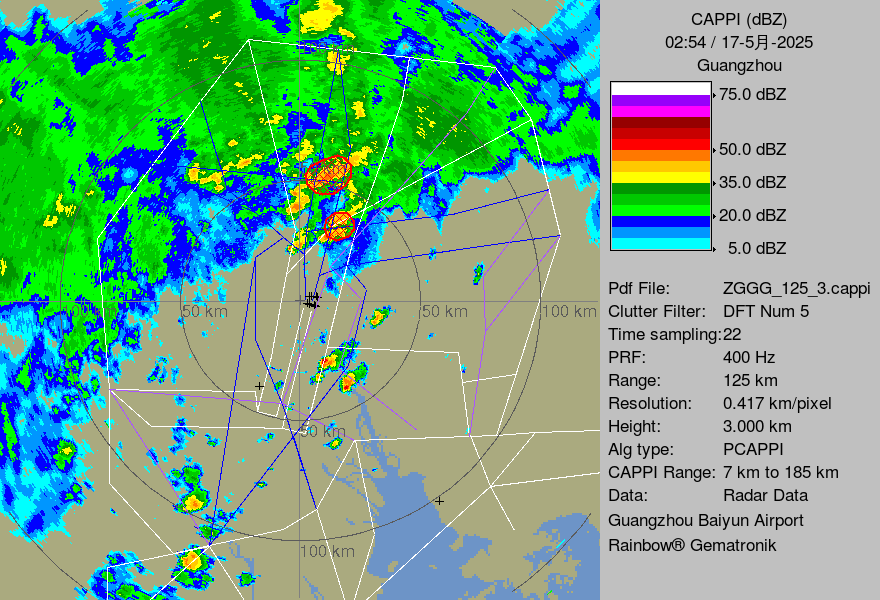 CAPPI (dBZ)
02:54 / 17-5月-2025
Guangzhou
75.0 dBZ
50.0 dBZ
35.0 dBZ
20.0 dBZ
5.0 dBZ
Pdf File: ZGGG_125_3.cappi
Clutter Filter: DFT Num 5
Time sampling:22
PRF: 400 Hz
Range: 125 km
Resolution: 0.417 km/pixel
Height: 3.000 km
Alg type: PCAPPI
CAPPI Range: 7 km to 185 km
Data: Radar Data
Guangzhou Baiyun Airport
Rainbow® Gematronik
100 km
50 km
50 km
100 km
50 km
100 km